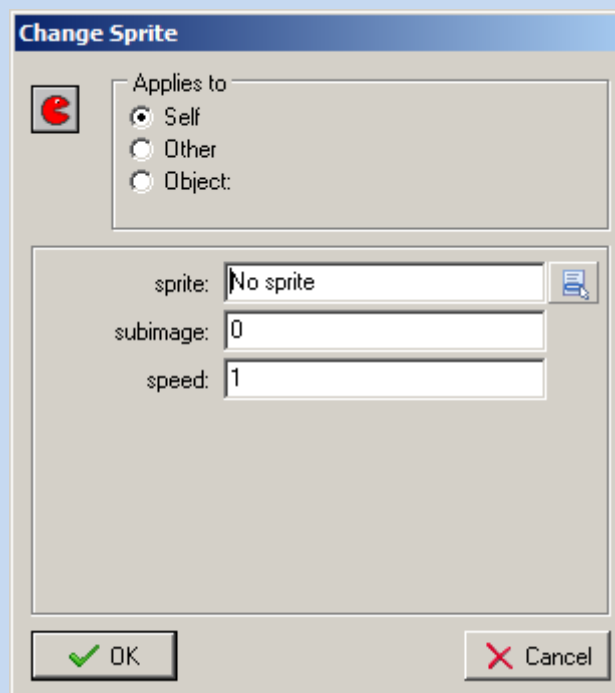 Change Sprite
Applies to
Self
Other
Object:
sprite: No sprite
subimage: 0
speed: 1
OK Cancel